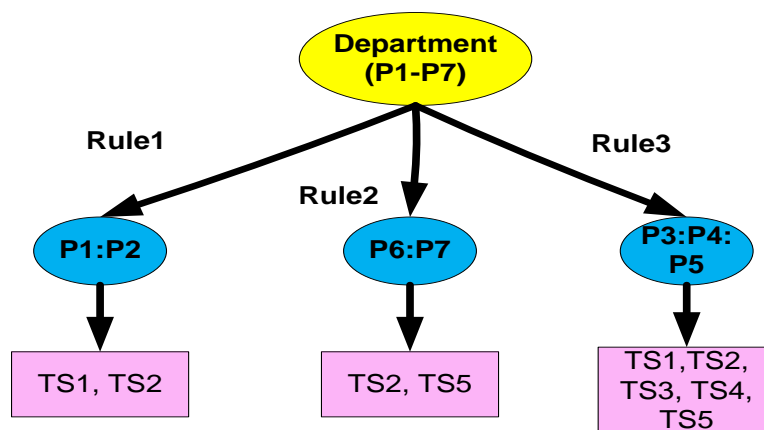 Department
(P1-P7)
Rule1
Rule3
Rule2
P1:P2
P6:P7
P3:P4:
P5
TS1, TS2
TS2, TS5
TS1,TS2,
TS3, TS4,
TS5